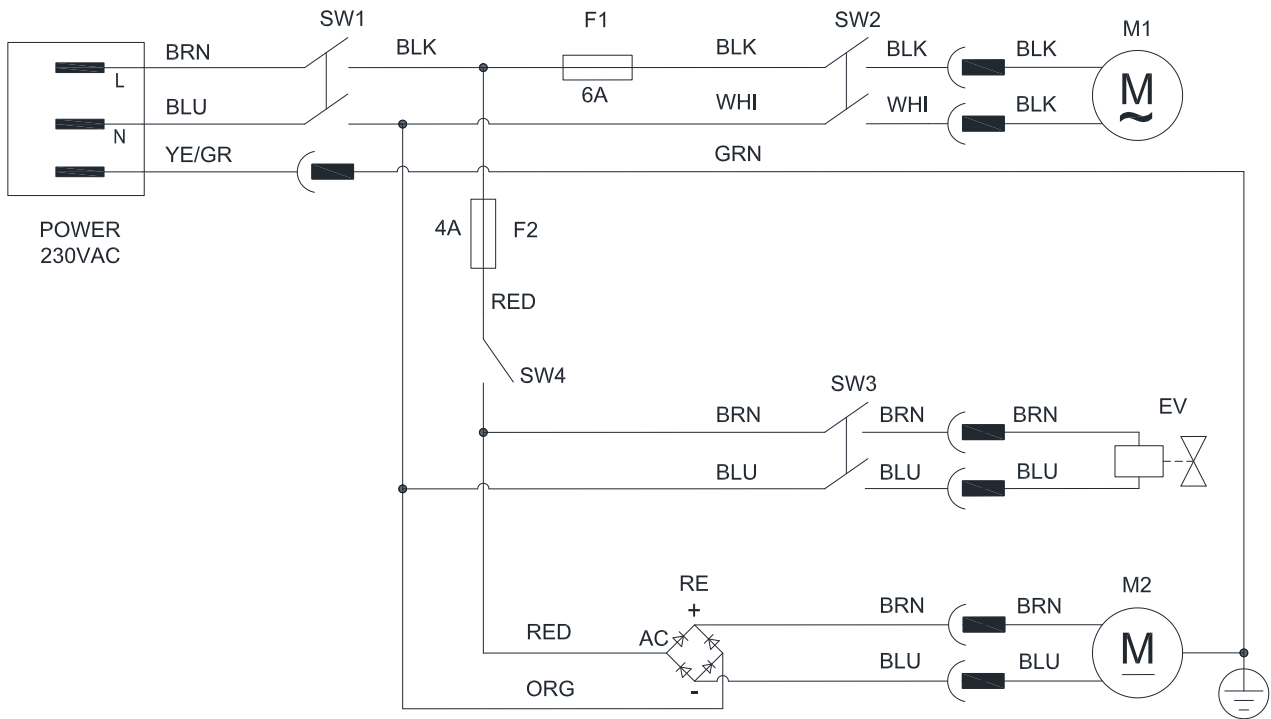 SW1
F1
SW2
M1
BRN
BLK
BLK
BLK
BLK
L
6A
M
~
BLU
WHI
WHI
BLK
N
YE/GR
GRN
POWER
230VAC
4A
F2
RED
SW4
SW3
EV
BRN
BRN
BRN
BLU
BLU
BLU
RE
M2
+
BRN
BRN
RED
AC
M
BLU
BLU
ORG
-